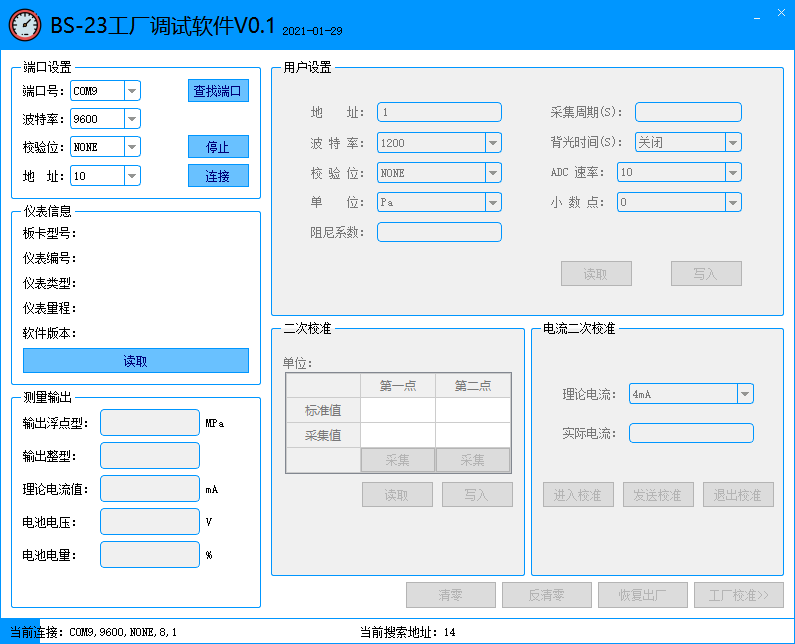 BS-23工厂调试软件V0.1 2021-01-29
端口设置
端口号: COM9 查找端口
波特率: 9600
校验位: NONE 停止
地 址: 10 连接
仪表信息
板卡型号:
仪表编号:
仪表类型:
仪表量程:
软件版本:
读取
测量输出
输出浮点型: MPa
输出整型:
理论电流值: mA
电池电压: V
电池电量: %
用户设置
地 址: 1 采集周期(S):
波 特 率: 1200 背光时间(S): 关闭
校 验 位: NONE ADC 速率: 10
单 位: Pa 小 数 点: 0
阻尼系数:
读取 写入
二次校准
单位:
第一点 第二点
标准值
采集值
采集 采集
读取 写入
电流二次校准
理论电流: 4mA
实际电流:
进入校准 发送校准 退出校准
清零 反清零 恢复出厂 工厂校准>>
当前连接: COM9,9600,NONE,8,1 当前搜索地址: 14